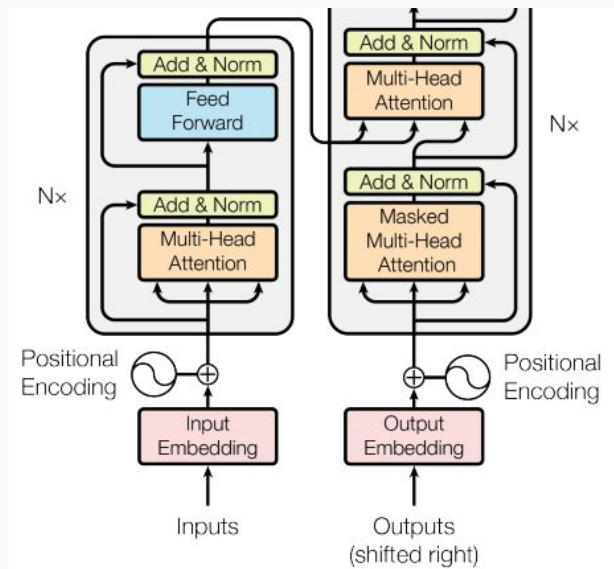 Add & Norm
Feed
Forward
Nx
Add & Norm
Multi-Head
Attention
Positional
Encoding
Input
Embedding
Inputs
Add & Norm
Multi-Head
Attention
Nx
Add & Norm
Masked
Multi-Head
Attention
Positional
Encoding
Output
Embedding
Outputs
(shifted right)